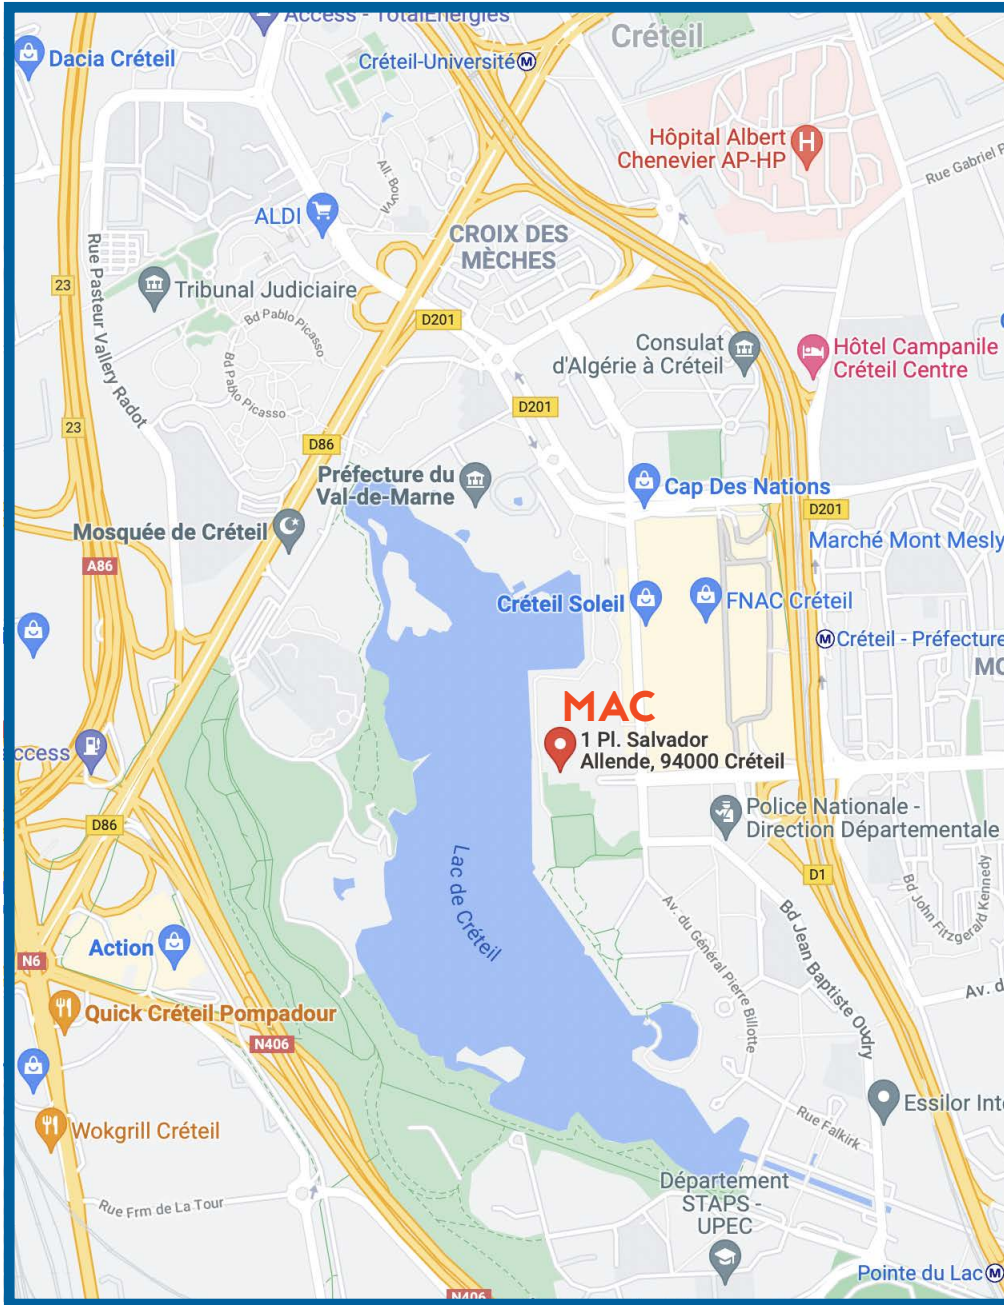 Access - TotalEnergies
Créteil
Dacia Créteil
Créteil-Université M
Hôpital Albert
Chenevier AP-HP
H
Rue Gabriel P
All. Bouv
ALDI
CROIX DES
MÈCHES
Rue Pasteur Vallery Radot
23
Tribunal Judiciaire
Bd Pablo Picasso
D201
Consulat
d'Algérie à Créteil
Hôtel Campanile
Créteil Centre
Bd Pablo Picasso
D201
23
D86
Préfecture du
Val-de-Marne
Cap Des Nations
D201
Mosquée de Créteil
Marché Mont Mesly
A86
Créteil Soleil
FNAC Créteil
M Créteil - Préfecture
MO
MAC
1 Pl. Salvador
Allende, 94000 Créteil
ccess
Police Nationale -
Direction Départementale
D86
Lac de Créteil
D1
Bd John Fitzgerald Kennedy
Av. du Général Pierre Billotte
Bd Jean Baptiste Oudry
Action
N6
Av. d
Quick Créteil Pompadour
N406
Essilor Inte
Wokgrill Créteil
Rue Falkirk
Département
STAPS -
UPEC
Rue Frm de La Tour
Pointe du Lac M
N406